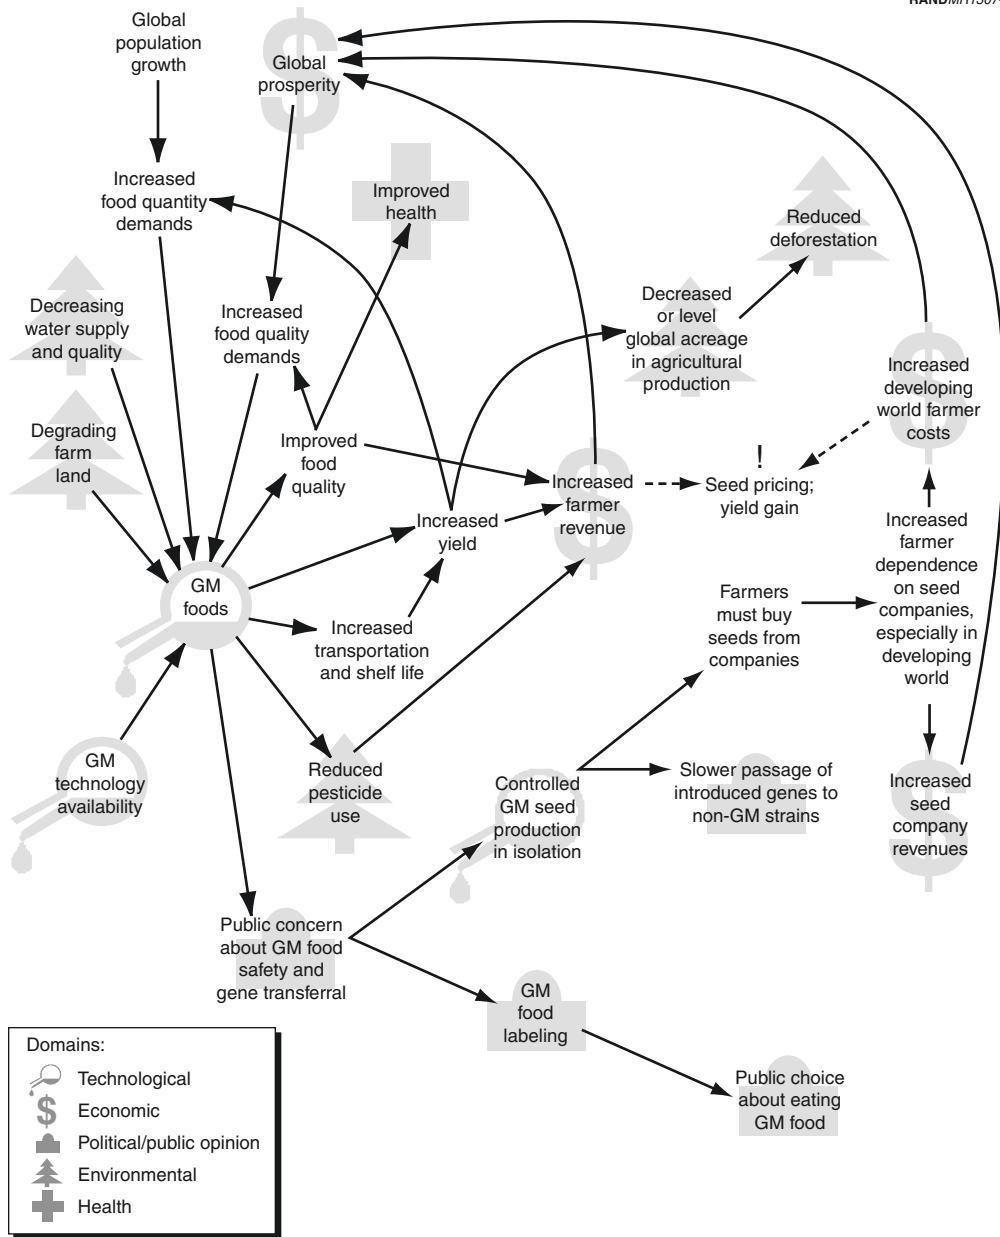 Global
population
growth
Global
prosperity
Increased
food quantity
demands
Improved
health
Reduced
deforestation
Decreasing
water supply
and quality
Increased
food quality
demands
Decreased
or level
global acreage
in agricultural
production
Increased
developing
world farmer
costs
Degrading
farm
land
Improved
food
quality
Increased
farmer
revenue
!
Seed pricing;
yield gain
Increased
yield
Increased
farmer
dependence
on seed
companies,
especially in
developing
world
GM
foods
Increased
transportation
and shelf life
Farmers
must buy
seeds from
companies
GM
technology
availability
Reduced
pesticide
use
Controlled
GM seed
production
in isolation
Slower passage of
introduced genes to
non-GM strains
Increased
seed
company
revenues
Public concern
about GM food
safety and
gene transferral
GM
food
labeling
Public choice
about eating
GM food
Domains:
Technological
$ Economic
Political/public opinion
Environmental
Health